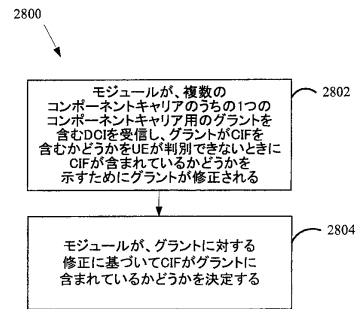 2800
2802
モジュールが、複数の
コンポーネントキャリアのうちの1つの
コンポーネントキャリア用のグラントを
含むDCIを受信し、グラントがCIFを
含むかどうかをUEが判別できないときに
CIFが含まれているかどうかを
示すためにグラントが修正される
2804
モジュールが、グラントに対する
修正に基づいてCIFがグラントに
含まれているかどうかを決定する